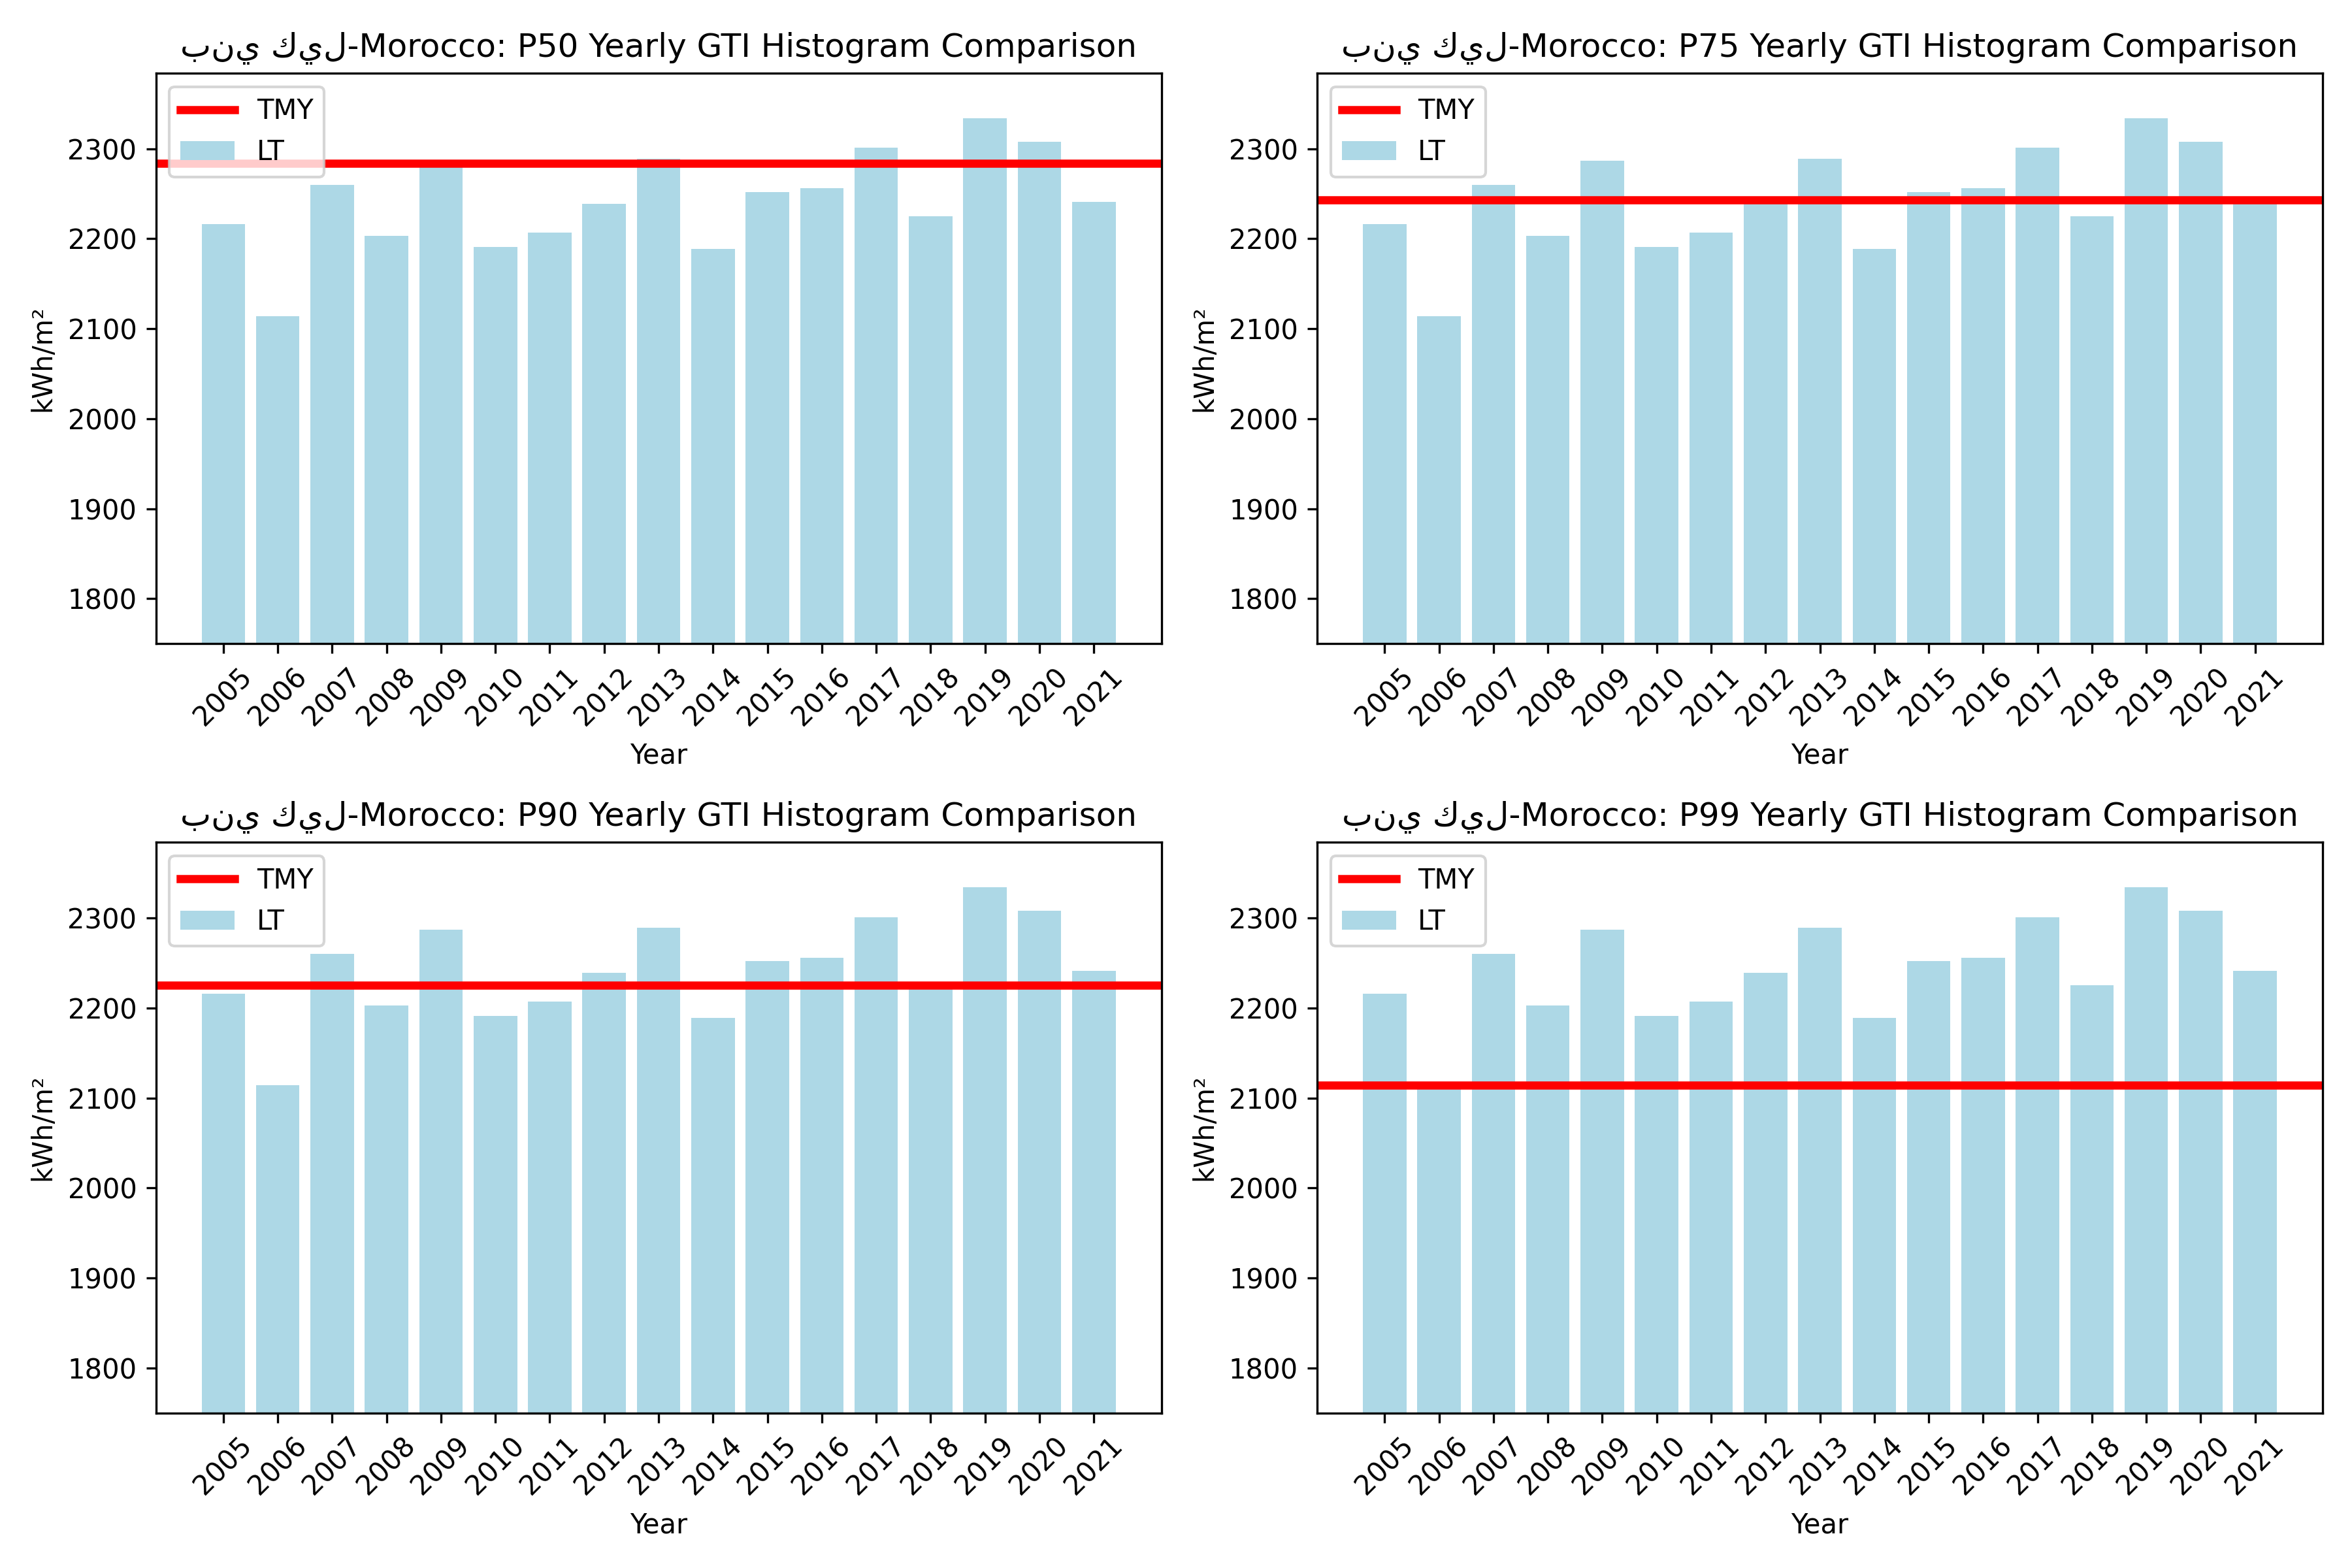 بني كيل-Morocco: P50 Yearly GTI Histogram Comparison
TMY
LT
kWh/m²
2300
2200
2100
2000
1900
1800
2005 2006 2007 2008 2009 2010 2011 2012 2013 2014 2015 2016 2017 2018 2019 2020 2021
Year
بني كيل-Morocco: P75 Yearly GTI Histogram Comparison
TMY
LT
kWh/m²
2300
2200
2100
2000
1900
1800
2005 2006 2007 2008 2009 2010 2011 2012 2013 2014 2015 2016 2017 2018 2019 2020 2021
Year
بني كيل-Morocco: P90 Yearly GTI Histogram Comparison
TMY
LT
kWh/m²
2300
2200
2100
2000
1900
1800
2005 2006 2007 2008 2009 2010 2011 2012 2013 2014 2015 2016 2017 2018 2019 2020 2021
Year
بني كيل-Morocco: P99 Yearly GTI Histogram Comparison
TMY
LT
kWh/m²
2300
2200
2100
2000
1900
1800
2005 2006 2007 2008 2009 2010 2011 2012 2013 2014 2015 2016 2017 2018 2019 2020 2021
Year